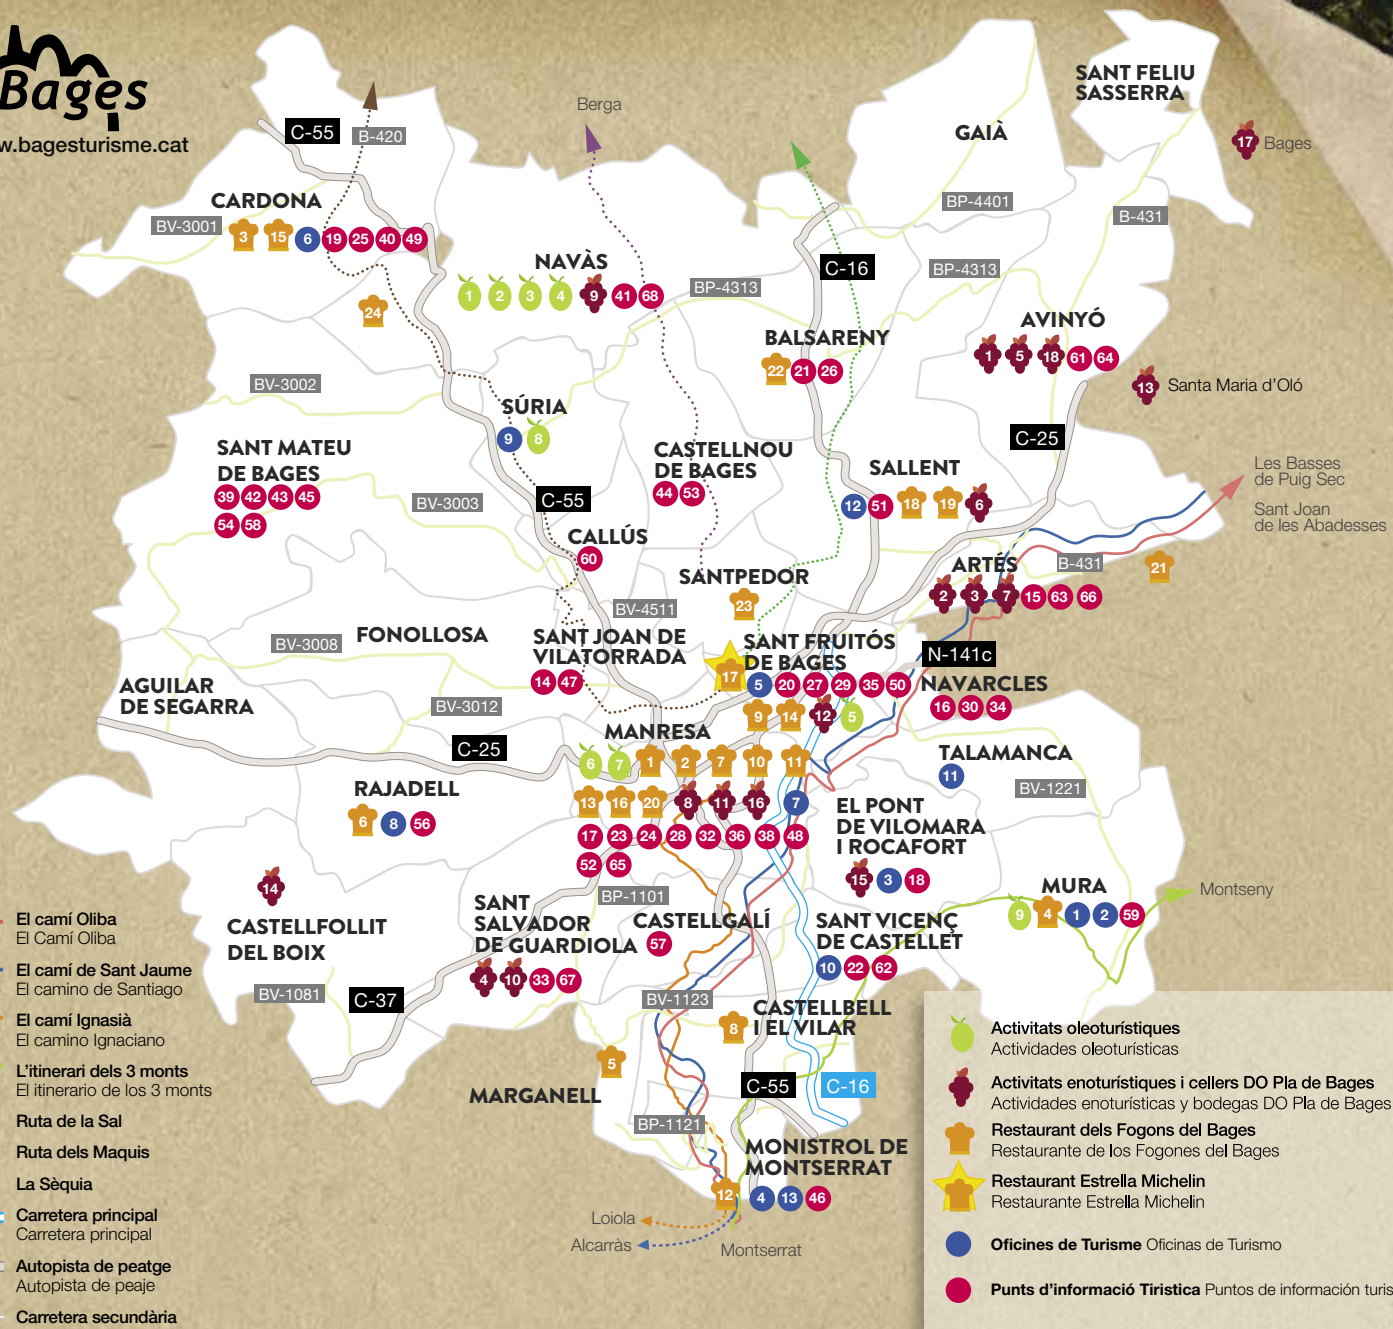 Bages
w.bagesturisme.cat
C-55
B-420
Berga
SANT FELIU
SASSERRA
GAIÀ
17 Bages
CARDONA
BV-3001
3 15 6 19 25 40 49
BP-4401
B-431
NAVÀS
1 2 3 4 9 41 68
BP-4313
C-16
BP-4313
24
AVINYÓ
1 5 18 61 64
BALSARENY
22 21 26
13 Santa Maria d'Oló
BV-3002
SÚRIA
9 8
C-25
SANT MATEU
DE BAGES
39 42 43 45
54 58
CASTELLNOU
DE BAGES
44 53
SALLENT
12 51 18 19 6
Les Basses
de Puig Sec
Sant Joan
de les Abadesses
BV-3003
C-55
CALLÚS
60
ARTÉS
B-431
21
2 3 7 15 63 66
SANTPEDOR
23
BV-4511
BV-3008
FONOLLOSA
SANT JOAN DE
VILATORRADA
14 47
SANT FRUITÓS
DE BAGES
17 5 20 27 29 35 50
9 14 12 5
N-141c
NAVARCLES
16 30 34
AGUILAR
DE SEGARRA
BV-3012
C-25
MANRESA
6 7 1 2 7 10 11
13 16 20 8 11 16 7
17 23 24 28 32 36 38 48
52 65
TALAMANCA
11
BV-1221
RAJADELL
6 8 56
EL PONT
DE VILOMARA
I ROCAFORT
15 3 18
14
CASTELLFOLLIT
DEL BOIX
BP-1101
SANT
SALVADOR
DE GUARDIOLA
4 10 33 67
CASTELLGALÍ
57
SANT VICENÇ
DE CASTELLET
10 22 62
MURA
9 4 1 2 59
Montseny
BV-1081
C-37
BV-1123
CASTELLBELL
I EL VILAR
8
5
MARGANELL
C-55
C-16
BP-1121
MONISTROL DE
MONTSERRAT
12 4 13 46
Loiola
Alcarràs
Montserrat
El camí Oliba
El Camí Oliba
El camí de Sant Jaume
El camino de Santiago
El camí Ignasià
El camino Ignaciano
L'itinerari dels 3 monts
El itinerario de los 3 monts
Ruta de la Sal
Ruta dels Maquis
La Sèquia
Carretera principal
Carretera principal
Autopista de peatge
Autopista de peaje
Carretera secundària
Activitats oleoturístiques
Actividades oleoturísticas
Activitats enoturístiques i cellers DO Pla de Bages
Actividades enoturísticas y bodegas DO Pla de Bages
Restaurant dels Fogons del Bages
Restaurante de los Fogones del Bages
Restaurant Estrella Michelin
Restaurante Estrella Michelin
Oficines de Turisme Oficinas de Turismo
Punts d'informació Tiristica Puntos de información turis